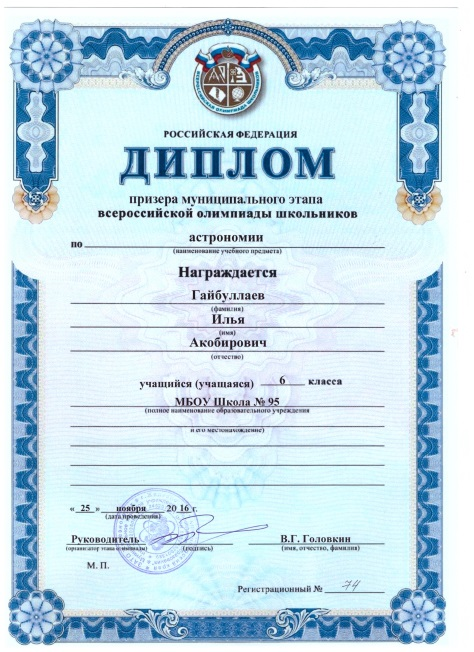 РОССИЙСКАЯ ФЕДЕРАЦИЯ
ДИПЛОМ
призера муниципального этапа
всероссийской олимпиады школьников
по астрономии
(наименование учебного предмета)
Награждается
Гайбуллаев
(фамилия)
Илья
(имя)
Акобирович
(отчество)
учащийся (учащаяся) 6 класса
МБОУ Школа № 95
(полное наименование образовательного учреждения
и его местонахождение)
« 25 » ноября 2016 г.
(дата проведения)
Руководитель В.Г. Головкин
(организатор этапа олимпиады) (подпись) (имя, отчество, фамилия)
М. П.
Регистрационный № 74